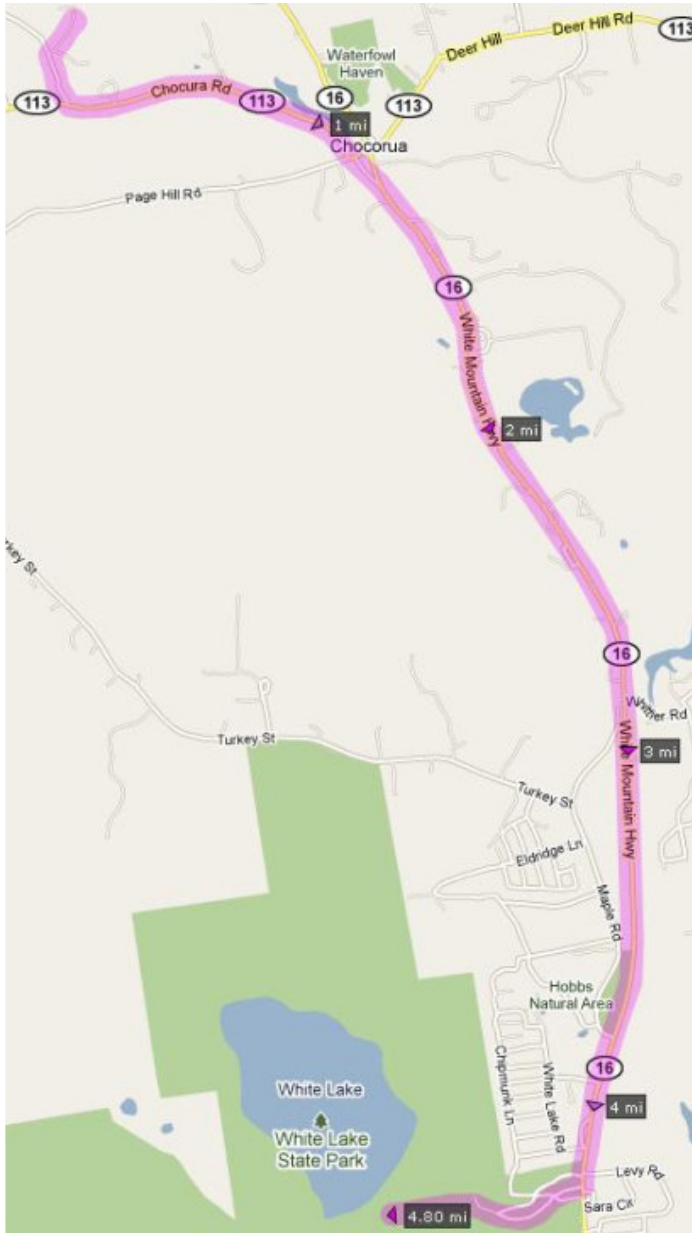 113
Waterfowl
Haven
Deer Hill
Deer Hill Rd
113
Chocura Rd
113
16
113
1 mi
Chocorua
Page Hill Rd
16
White Mountain Hwy
2 mi
rkey St
16
Whittier Rd
Turkey St
3 mi
White Mountain Hwy
Turkey St
Eldridge Ln
Maple Rd
Hobbs
Natural Area
Chipmunk Ln
White Lake Rd
16
White Lake
4 mi
White Lake
State Park
Levy Rd
Sara Cir
4.80 mi